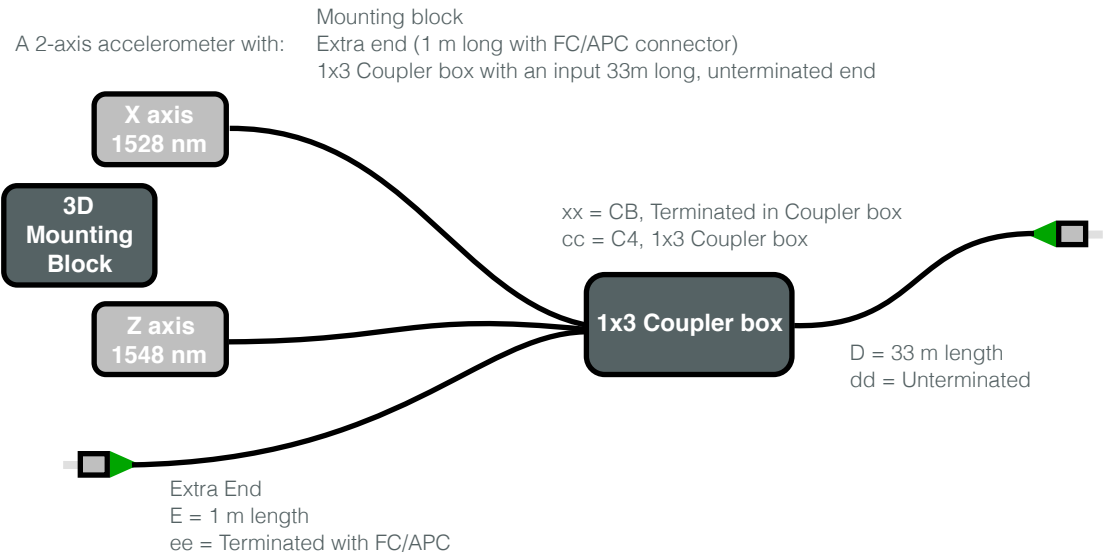 Mounting block
A 2-axis accelerometer with:
Extra end (1 m long with FC/APC connector)
1x3 Coupler box with an input 33m long, unterminated end
X axis
1528 nm
3D
Mounting
Block
Z axis
1548 nm
xx = CB, Terminated in Coupler box
cc = C4, 1x3 Coupler box
1x3 Coupler box
D = 33 m length
dd = Unterminated
Extra End
E = 1 m length
ee = Terminated with FC/APC